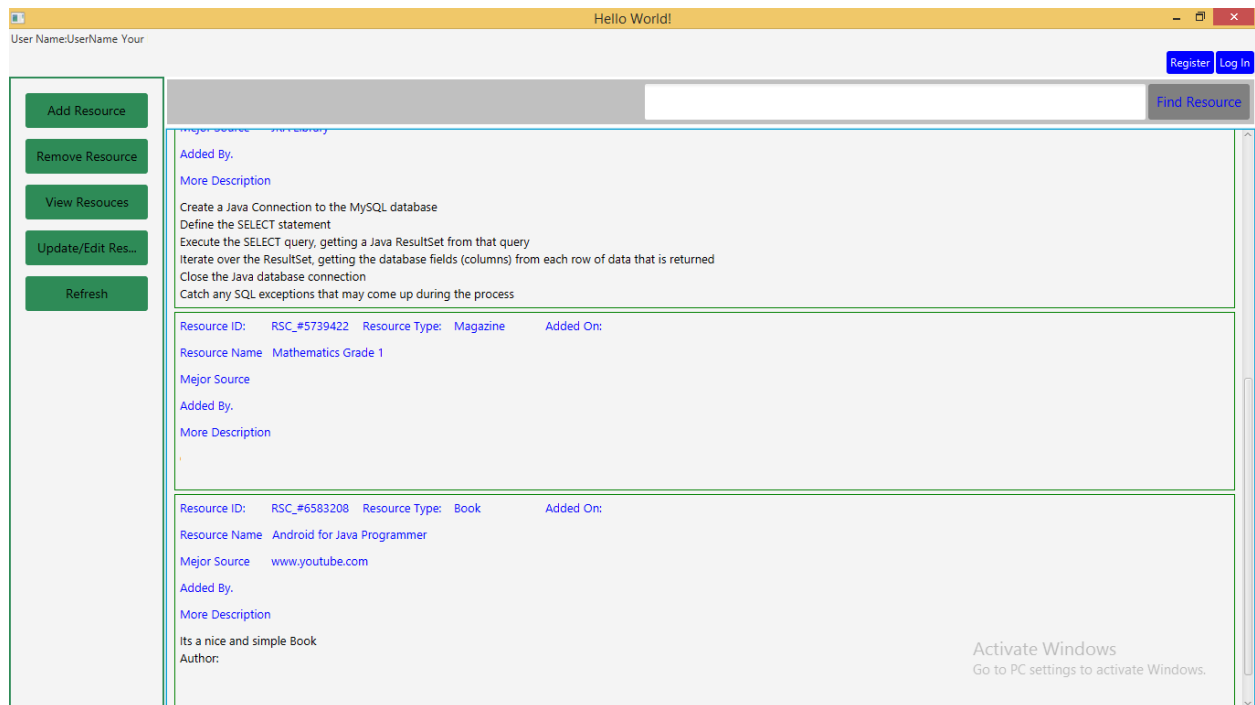 Hello World!
User Name:UserName Your
Register Log In
Add Resource
Remove Resource
View Resouces
Update/Edit Res...
Refresh
Find Resource
Mejor Source JAR Library
Added By.
More Description
Create a Java Connection to the MySQL database
Define the SELECT statement
Execute the SELECT query, getting a Java ResultSet from that query
Iterate over the ResultSet, getting the database fields (columns) from each row of data that is returned
Close the Java database connection
Catch any SQL exceptions that may come up during the process
Resource ID: RSC_#5739422 Resource Type: Magazine Added On:
Resource Name Mathematics Grade 1
Mejor Source
Added By.
More Description
Resource ID: RSC_#6583208 Resource Type: Book Added On:
Resource Name Android for Java Programmer
Mejor Source www.youtube.com
Added By.
More Description
Its a nice and simple Book
Author:
Activate Windows
Go to PC settings to activate Windows.